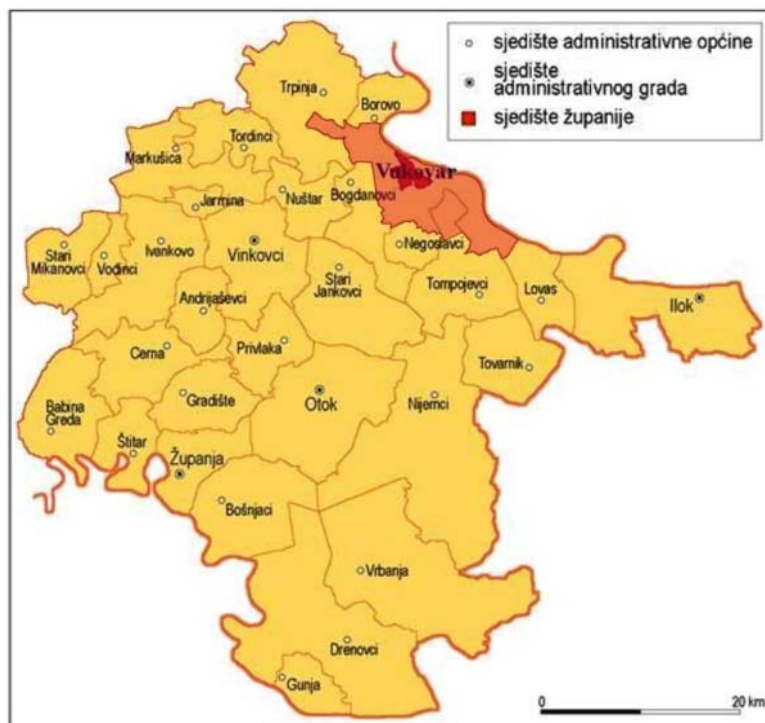 sjedište administrativne općine
sjedište
administrativnog grada
sjedište županije
Trpinja
Borovo
Tordinci
Markušica
Vukovar
Nuštar
Bogdanovci
Jarmina
Negoslavci
Stari
Mikanovci
Vođinci
Ivankovo
Vinkovci
Stari
Jankovci
Tompojevci
Lovas
Ilok
Andrijaševci
Cerna
Privlaka
Tovarnik
Gradište
Otok
Nijemci
Babina
Greda
Štitar
Županja
Bošnjaci
Vrbanja
Drenovci
Gunja
0
20 km